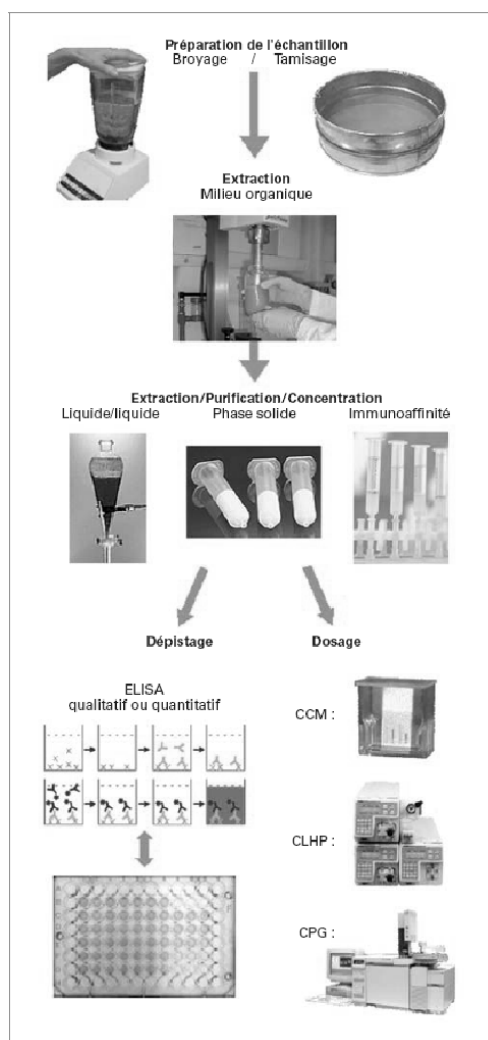 Préparation de l'échantillon
Broyage / Tamisage
Extraction
Milieu organique
Extraction/Purification/Concentration
Liquide/liquide Phase solide Immunoaffinité
Dépistage Dosage
ELISA
qualitatif ou quantitatif
CCM :
CLHP :
CPG :